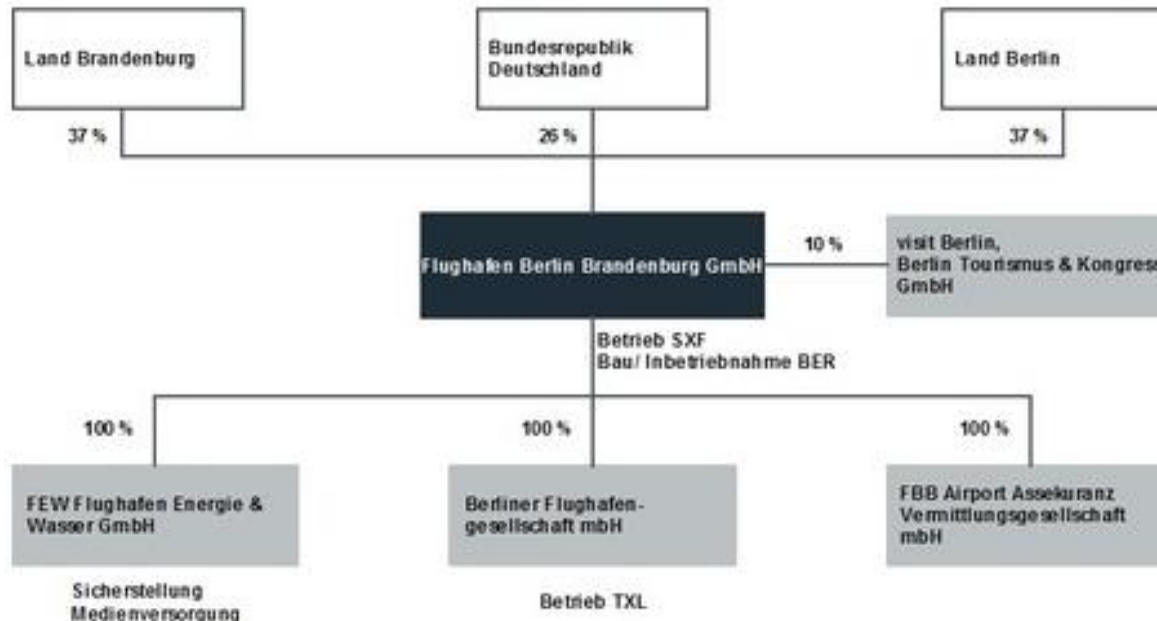 Land Brandenburg
Bundesrepublik
Deutschland
Land Berlin
37 %
26 %
37 %
Flughafen Berlin Brandenburg GmbH
10 %
visit Berlin,
Berlin Tourismus & Kongress
GmbH
Betrieb SXF
Bau/ Inbetriebnahme BER
100 %
100 %
100 %
FEW Flughafen Energie &
Wasser GmbH
Berliner Flughafen-
gesellschaft mbH
FBB Airport Assekuranz
Vermittlungsgesellschaft
mbH
Sicherstellung
Medienversorgung
Betrieb TXL